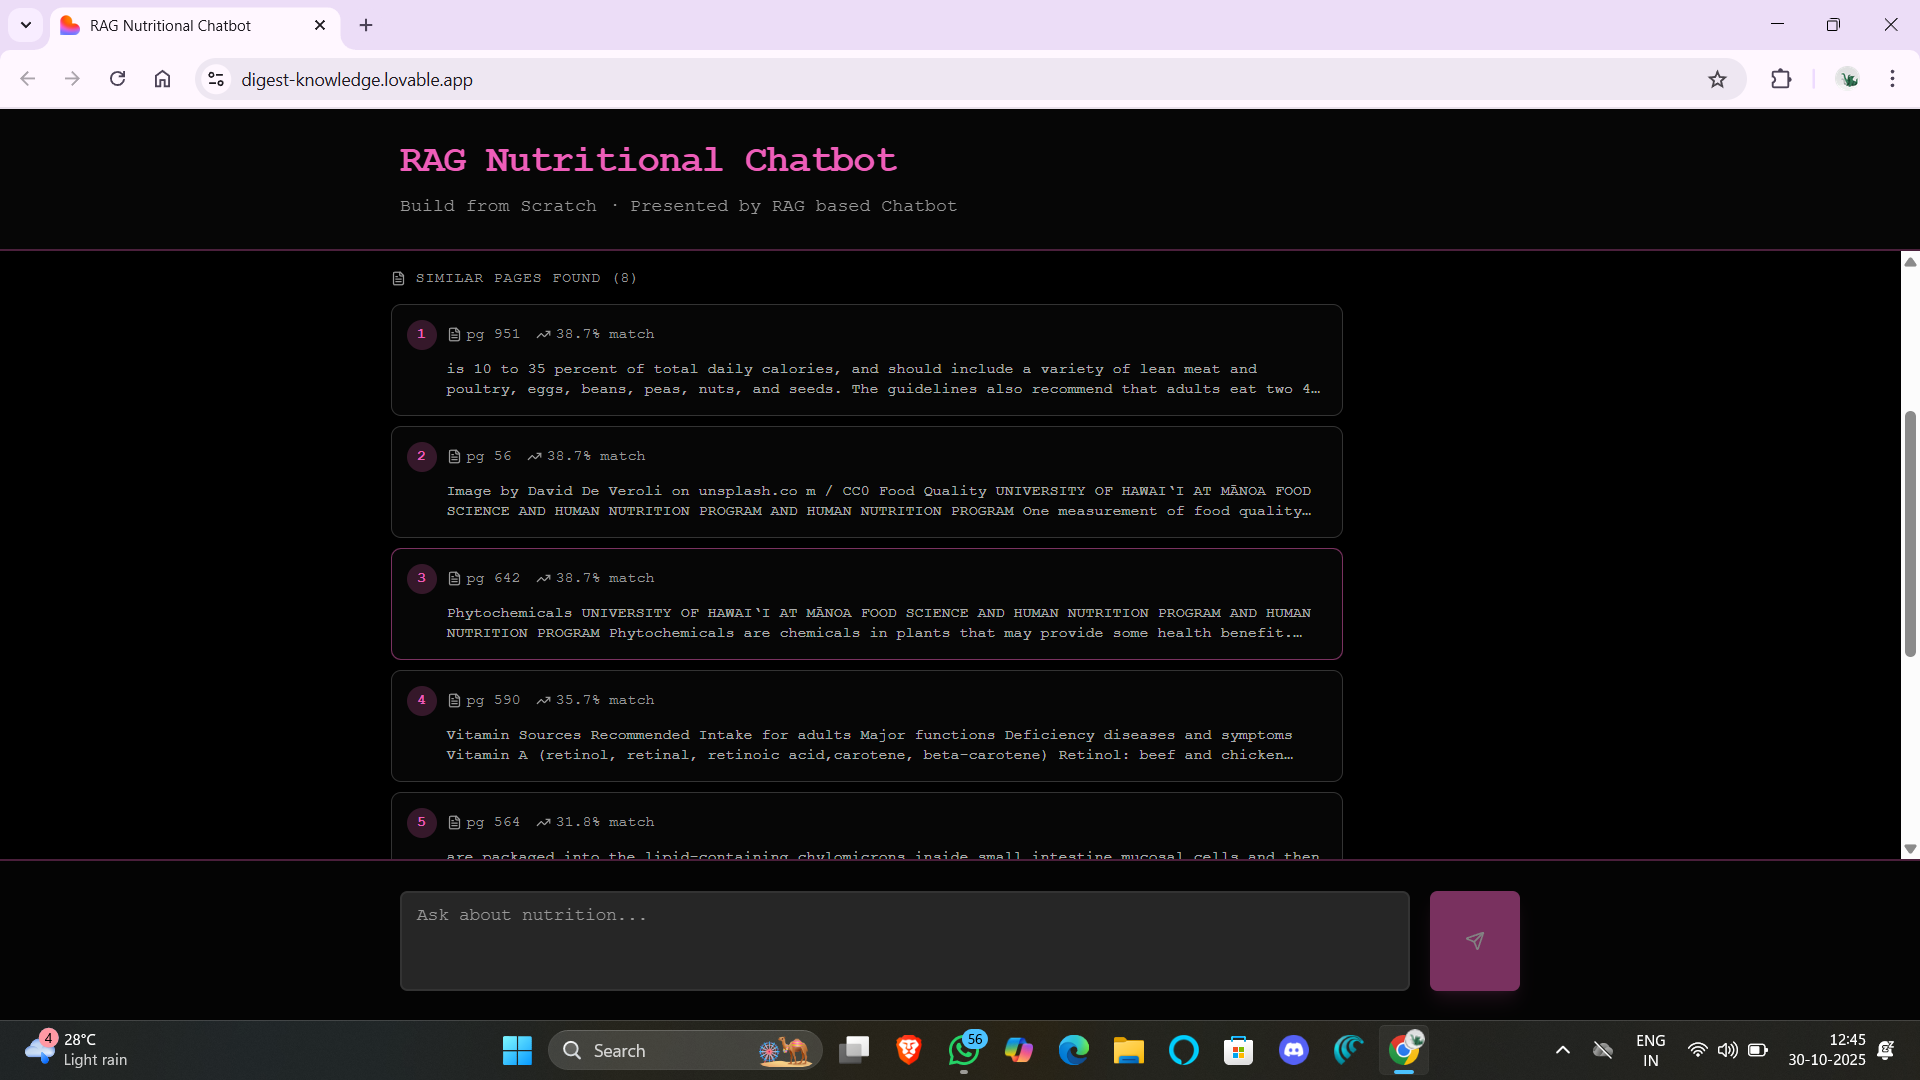 RAG Nutritional Chatbot
digest-knowledge.lovable.app
RAG Nutritional Chatbot
Build from Scratch · Presented by RAG based Chatbot
SIMILAR PAGES FOUND (8)
1 pg 951 38.7% match
is 10 to 35 percent of total daily calories, and should include a variety of lean meat and
poultry, eggs, beans, peas, nuts, and seeds. The guidelines also recommend that adults eat two 4…
2 pg 56 38.7% match
Image by David De Veroli on unsplash.co m / CC0 Food Quality UNIVERSITY OF HAWAI‘I AT MĀNOA FOOD
SCIENCE AND HUMAN NUTRITION PROGRAM AND HUMAN NUTRITION PROGRAM One measurement of food quality…
3 pg 642 38.7% match
Phytochemicals UNIVERSITY OF HAWAI‘I AT MĀNOA FOOD SCIENCE AND HUMAN NUTRITION PROGRAM AND HUMAN
NUTRITION PROGRAM Phytochemicals are chemicals in plants that may provide some health benefit.…
4 pg 590 35.7% match
Vitamin Sources Recommended Intake for adults Major functions Deficiency diseases and symptoms
Vitamin A (retinol, retinal, retinoic acid,carotene, beta-carotene) Retinol: beef and chicken…
5 pg 564 31.8% match
are packaged into the lipid-containing chylomicrons inside small intestine mucosal cells and then
Ask about nutrition...
4
28°C
Light rain
Search
56
ENG
IN
12:45
30-10-2025